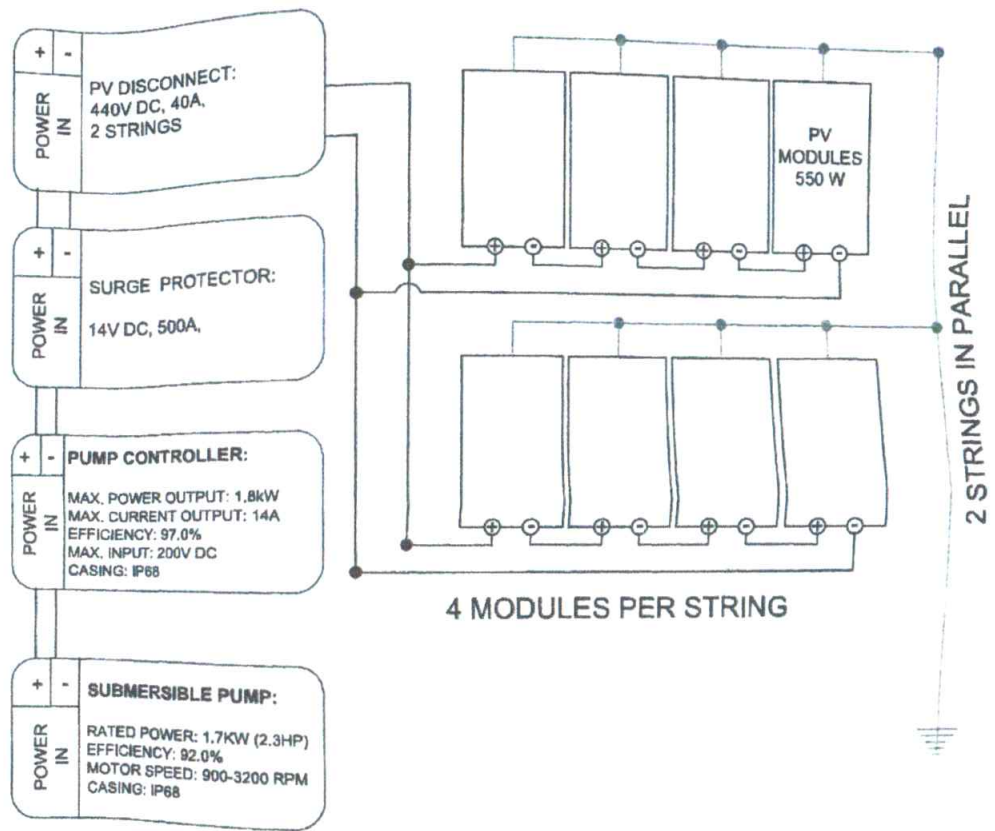 + -
POWER
IN
PV DISCONNECT:
440V DC, 40A,
2 STRINGS
+ -
POWER
IN
SURGE PROTECTOR:
14V DC, 500A,
+ -
POWER
IN
PUMP CONTROLLER:
MAX. POWER OUTPUT: 1,8kW
MAX. CURRENT OUTPUT: 14A
EFFICIENCY: 97.0%
MAX. INPUT: 200V DC
CASING: IP68
+ -
POWER
IN
SUBMERSIBLE PUMP:
RATED POWER: 1,7KW (2.3HP)
EFFICIENCY: 92.0%
MOTOR SPEED: 900-3200 RPM
CASING: IP68
PV
MODULES
550 W
+ - + - + - + -
+ - + - + - + -
4 MODULES PER STRING
2 STRINGS IN PARALLEL